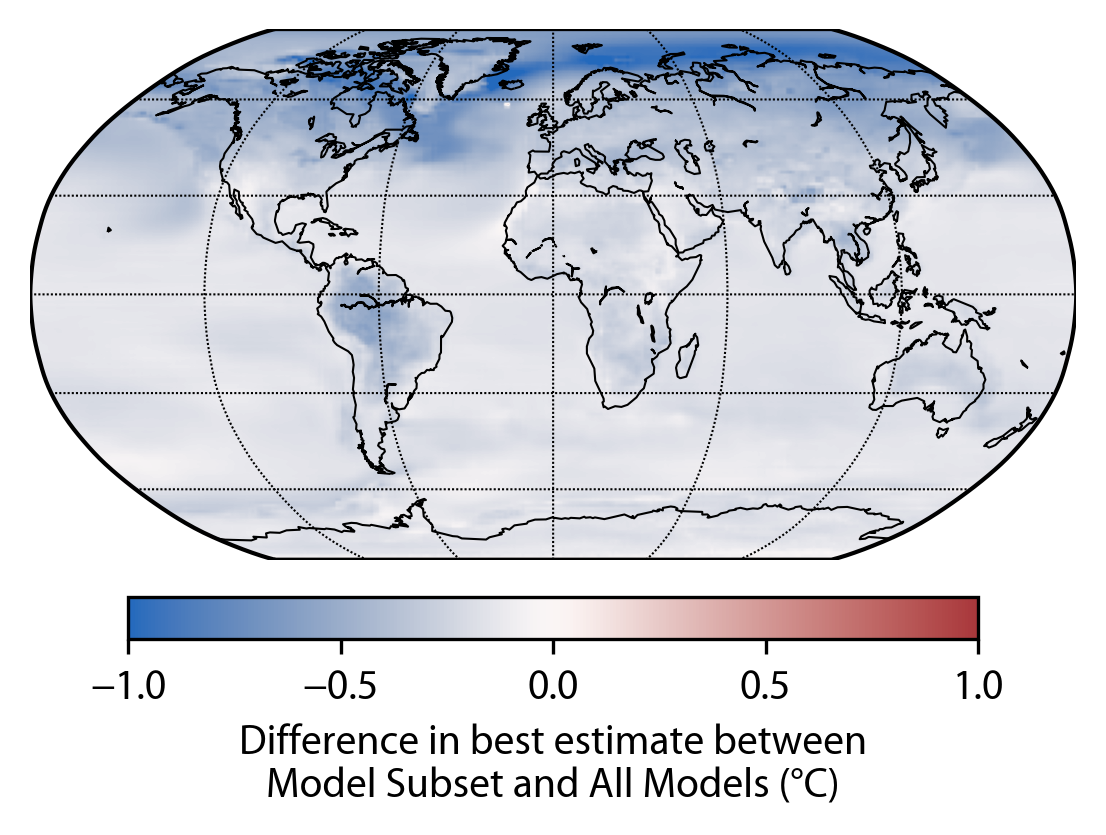 −1.0 −0.5 0.0 0.5 1.0
Difference in best estimate between
Model Subset and All Models (°C)